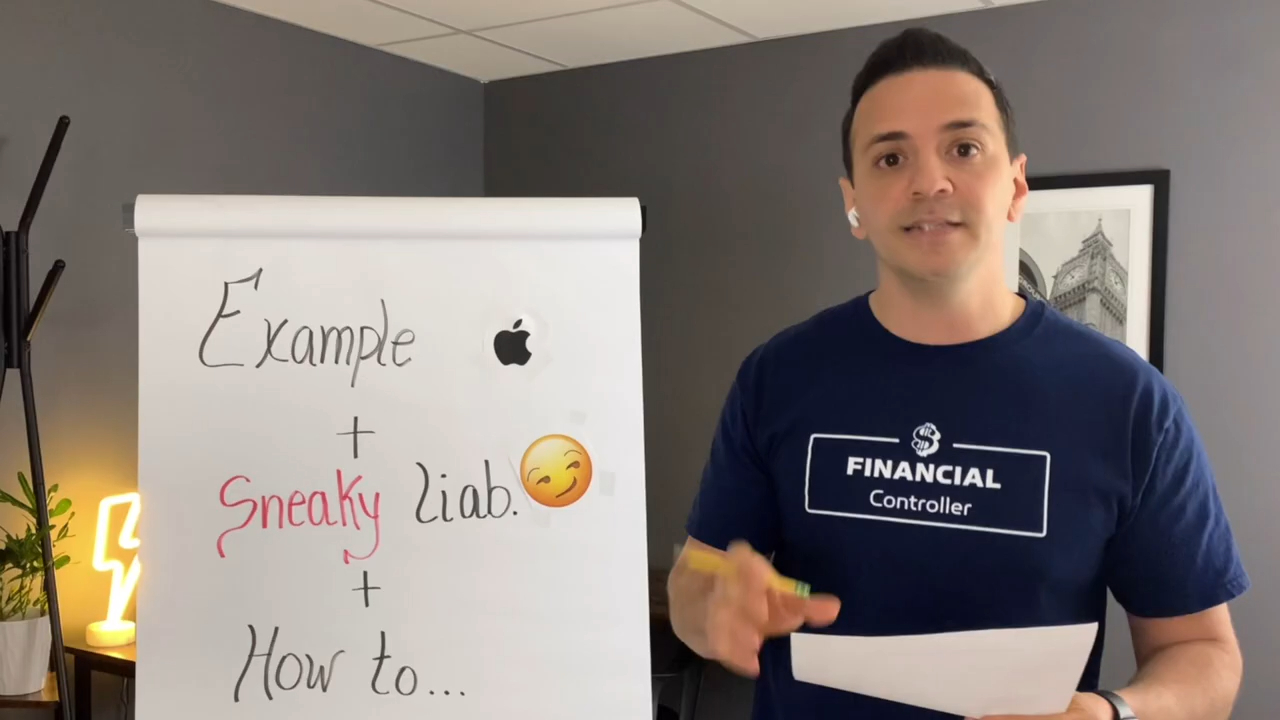 Example
+
Sneaky Liab.
+
How to...
FINANCIAL
Controller